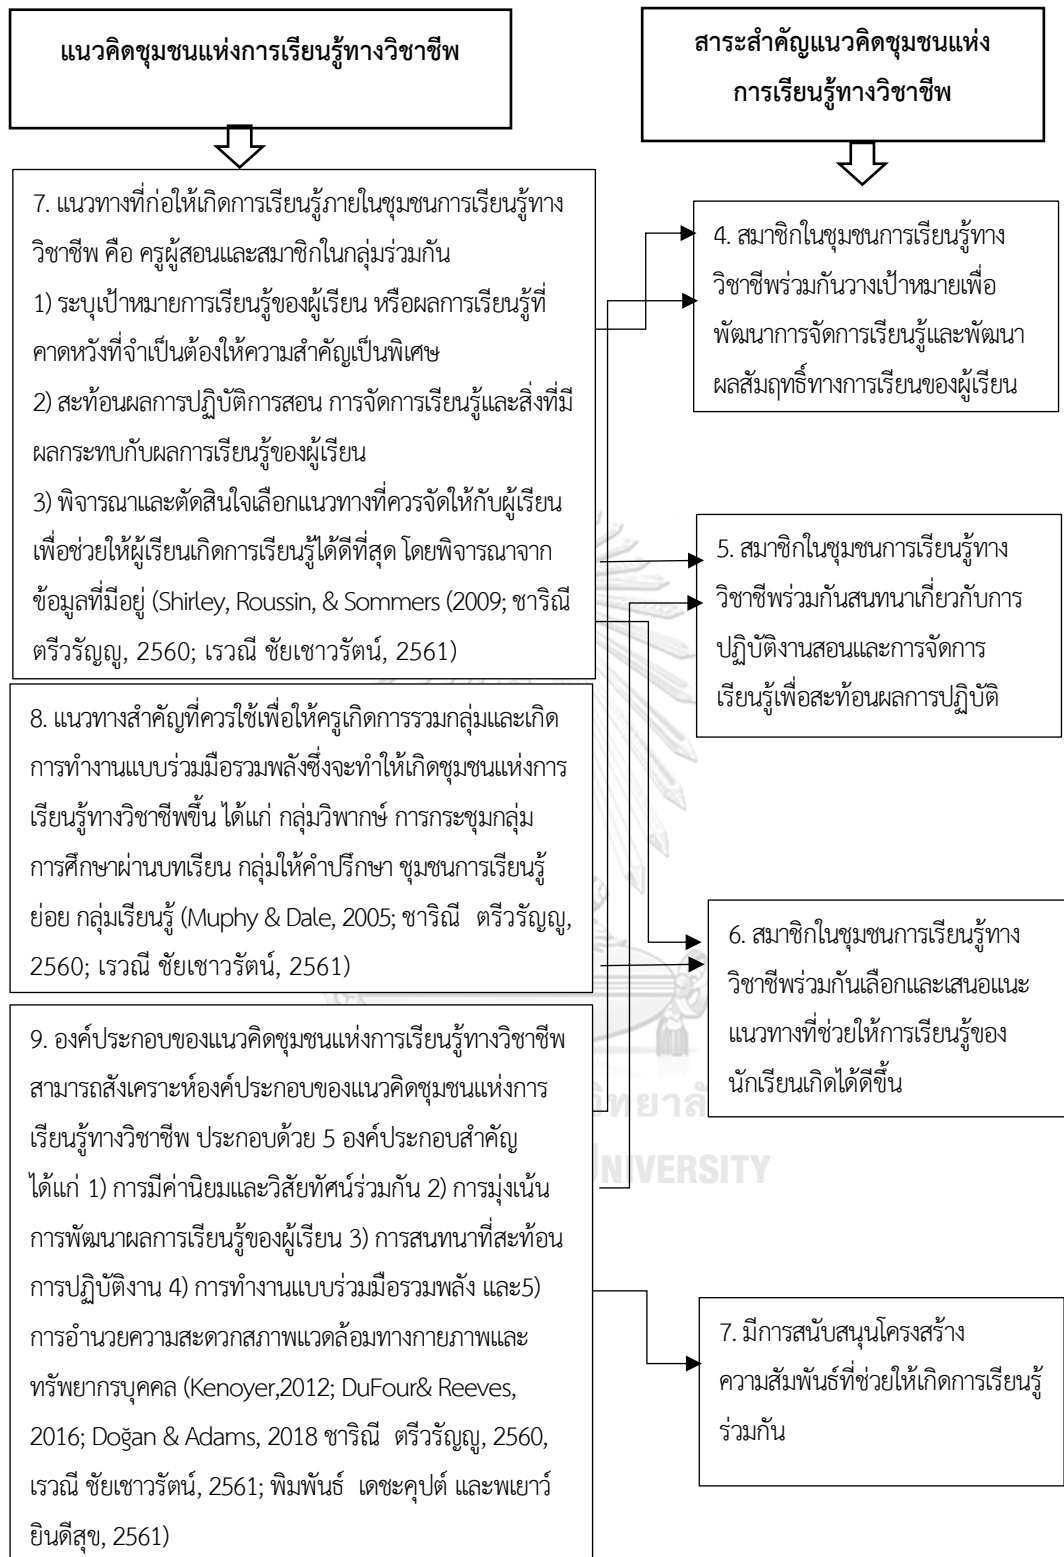 แนวคิดชุมชนแห่งการเรียนรู้ทางวิชาชีพ
สาระสำคัญแนวคิดชุมชนแห่ง
การเรียนรู้ทางวิชาชีพ
7. แนวทางที่ก่อให้เกิดการเรียนรู้ภายในชุมชนการเรียนรู้ทาง
วิชาชีพ คือ ครูผู้สอนและสมาชิกในกลุ่มร่วมกัน
1) ระบุเป้าหมายการเรียนรู้ของผู้เรียน หรือผลการเรียนรู้ที่
คาดหวังที่จำเป็นต้องให้ความสำคัญเป็นพิเศษ
2) สะท้อนผลการปฏิบัติการสอน การจัดการเรียนรู้และสิ่งที่มี
ผลกระทบกับผลการเรียนรู้ของผู้เรียน
3) พิจารณาและตัดสินใจเลือกแนวทางที่ควรจัดให้กับผู้เรียน
เพื่อช่วยให้ผู้เรียนเกิดการเรียนรู้ได้ดีที่สุด โดยพิจารณาจาก
ข้อมูลที่มีอยู่ (Shirley, Roussin, & Sommers (2009; ชาริณี
ตรีวรัญญู, 2560; เรวณี ชัยเชาวรัตน์, 2561)
8. แนวทางสำคัญที่ควรใช้เพื่อให้ครูเกิดการรวมกลุ่มและเกิด
การทำงานแบบร่วมมือรวมพลังซึ่งจะทำให้เกิดชุมชนแห่งการ
เรียนรู้ทางวิชาชีพขึ้น ได้แก่ กลุ่มวิพากษ์ การกระชุมกลุ่ม
การศึกษาผ่านบทเรียน กลุ่มให้คำปรึกษา ชุมชนการเรียนรู้
ย่อย กลุ่มเรียนรู้ (Muphy & Dale, 2005; ชาริณี ตรีวรัญญู,
2560; เรวณี ชัยเชาวรัตน์, 2561)
9. องค์ประกอบของแนวคิดชุมชนแห่งการเรียนรู้ทางวิชาชีพ
สามารถสังเคราะห์องค์ประกอบของแนวคิดชุมชนแห่งการ
เรียนรู้ทางวิชาชีพ ประกอบด้วย 5 องค์ประกอบสำคัญ
ได้แก่ 1) การมีค่านิยมและวิสัยทัศน์ร่วมกัน 2) การมุ่งเน้น
การพัฒนาผลการเรียนรู้ของผู้เรียน 3) การสนทนาที่สะท้อน
การปฏิบัติงาน 4) การทำงานแบบร่วมมือรวมพลัง และ5)
การอำนวยความสะดวกสภาพแวดล้อมทางกายภาพและ
ทรัพยากรบุคคล (Kenoyer,2012; DuFour& Reeves,
2016; Doğan & Adams, 2018 ชาริณี ตรีวรัญญู, 2560,
เรวณี ชัยเชาวรัตน์, 2561; พิมพันธ์ เดชะคุปต์ และพเยาว์
ยินดีสุข, 2561)
4. สมาชิกในชุมชนการเรียนรู้ทาง
วิชาชีพร่วมกันวางเป้าหมายเพื่อ
พัฒนาการจัดการเรียนรู้และพัฒนา
ผลสัมฤทธิ์ทางการเรียนของผู้เรียน
5. สมาชิกในชุมชนการเรียนรู้ทาง
วิชาชีพร่วมกันสนทนาเกี่ยวกับการ
ปฏิบัติงานสอนและการจัดการ
เรียนรู้เพื่อสะท้อนผลการปฏิบัติ
6. สมาชิกในชุมชนการเรียนรู้ทาง
วิชาชีพร่วมกันเลือกและเสนอแนะ
แนวทางที่ช่วยให้การเรียนรู้ของ
นักเรียนเกิดได้ดีขึ้น
7. มีการสนับสนุนโครงสร้าง
ความสัมพันธ์ที่ช่วยให้เกิดการเรียนรู้
ร่วมกัน